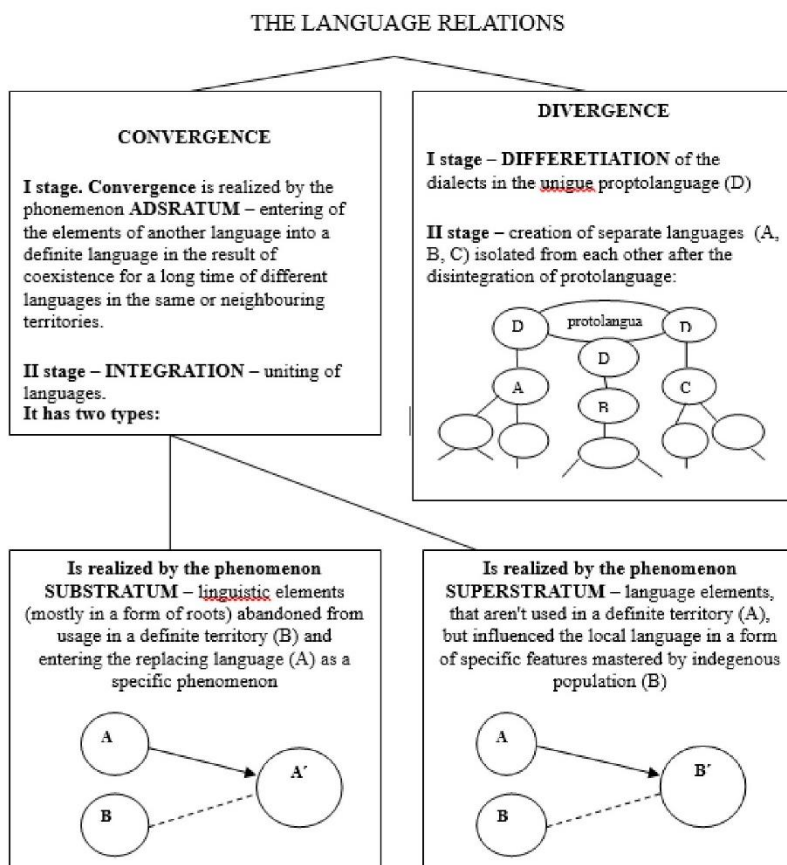 THE LANGUAGE RELATIONS
CONVERGENCE
I stage. Convergence is realized by the
phonemenon ADSRATUM – entering of
the elements of another language into a
definite language in the result of
coexistence for a long time of different
languages in the same or neighbouring
territories.
II stage – INTEGRATION – uniting of
languages.
It has two types:
DIVERGENCE
I stage – DIFFERETIATION of the
dialects in the unigue proptolanguage (D)
II stage – creation of separate languages (A,
B, C) isolated from each other after the
disintegration of protolanguage:
D protolangua D
D
A C
B
Is realized by the phenomenon
SUBSTRATUM – linguistic elements
(mostly in a form of roots) abandoned from
usage in a definite territory (B) and
entering the replacing language (A) as a
specific phenomenon
A
A´
B
Is realized by the phenomenon
SUPERSTRATUM – language elements,
that aren't used in a definite territory (A),
but influenced the local language in a form
of specific features mastered by indegenous
population (B)
A
B´
B